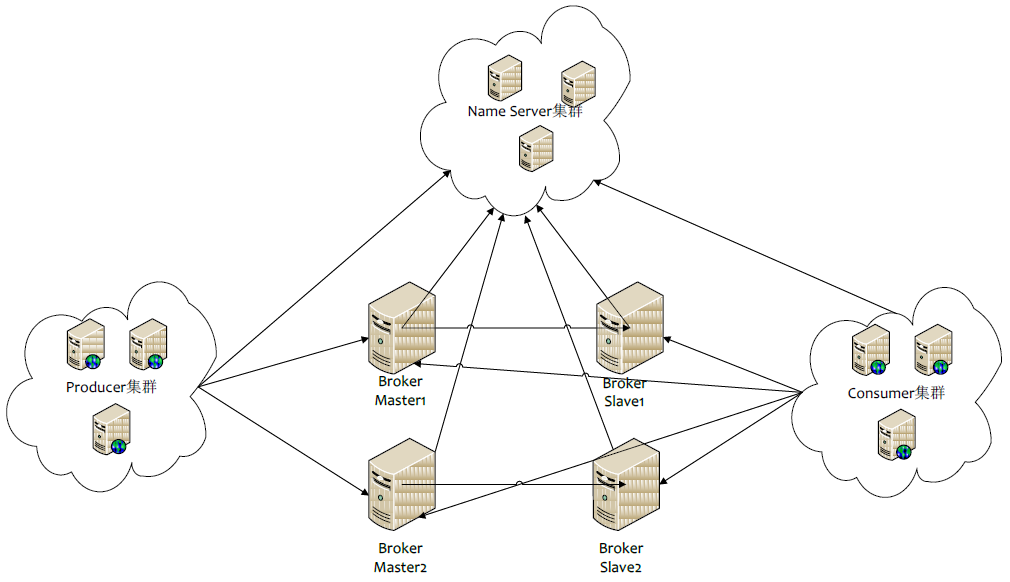 Name Server集群
Producer集群
Broker
Master1
Broker
Slave1
Consumer集群
Broker
Master2
Broker
Slave2